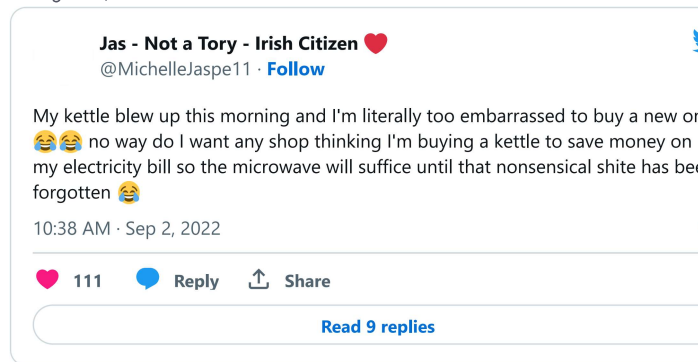 Jas - Not a Tory - Irish Citizen ❤️
@MichelleJaspe11 · Follow
My kettle blew up this morning and I'm literally too embarrassed to buy a new
😂😂 no way do I want any shop thinking I'm buying a kettle to save money on
my electricity bill so the microwave will suffice until that nonsensical shite has
forgotten 😂
10:38 AM · Sep 2, 2022
111 Reply Share
Read 9 replies